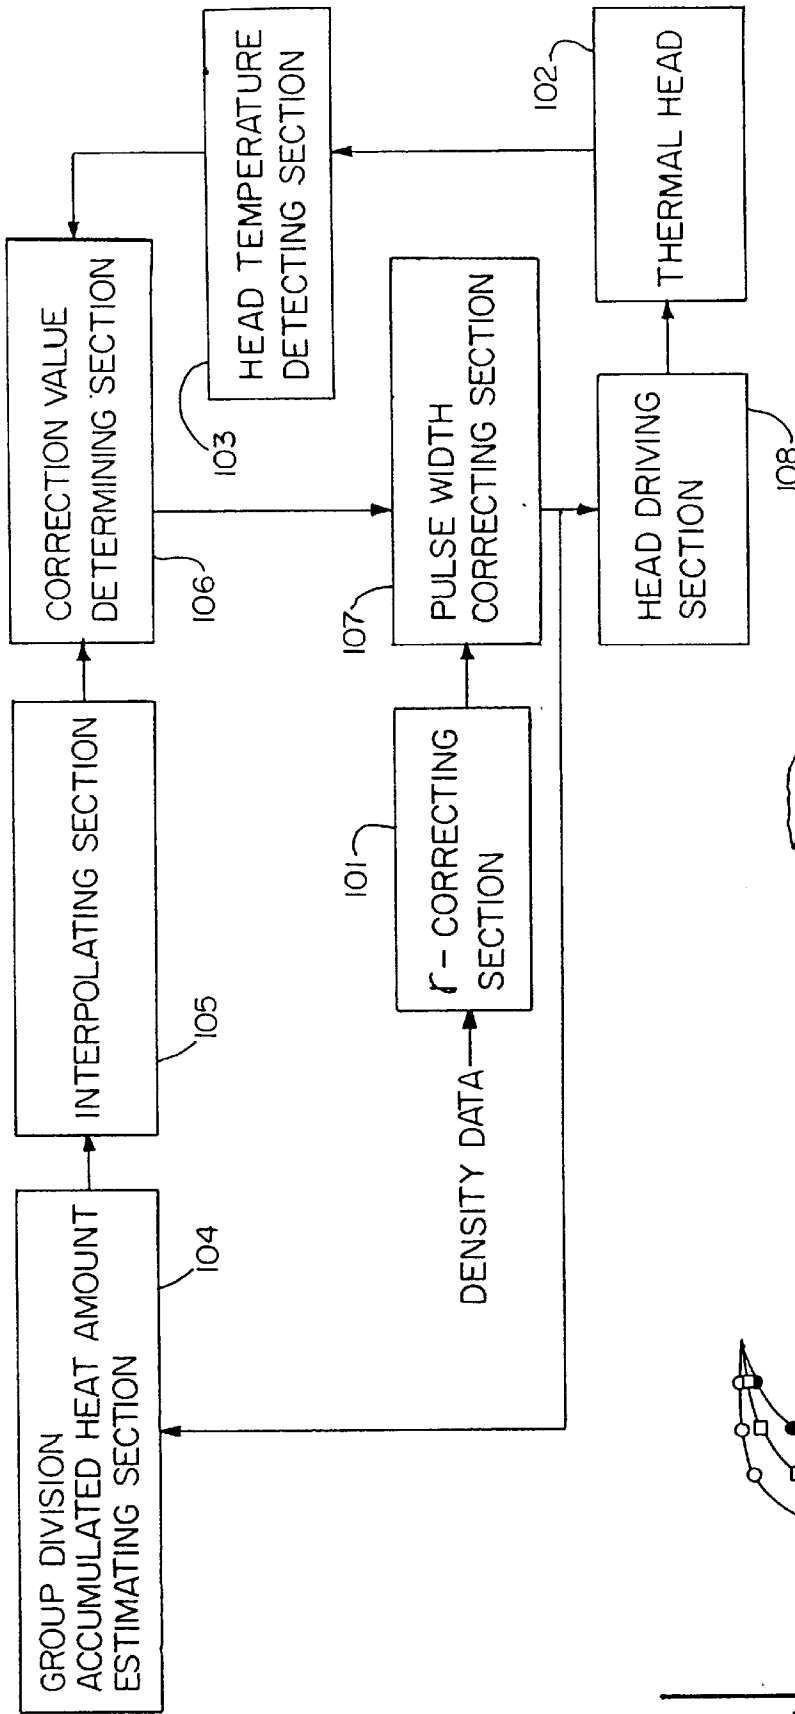 GROUP DIVISION
ACCUMULATED HEAT AMOUNT
ESTIMATING SECTION
104
INTERPOLATING SECTION
105
CORRECTION VALUE
DETERMINING SECTION
106
HEAD TEMPERATURE
DETECTING SECTION
103
DENSITY DATA
γ- CORRECTING
SECTION
101
PULSE WIDTH
CORRECTING SECTION
107
HEAD DRIVING
SECTION
108
THERMAL HEAD
102